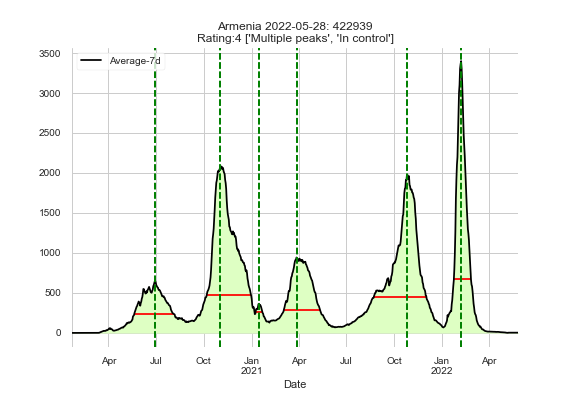 Armenia 2022-05-28: 422939
Rating:4 ['Multiple peaks', 'In control']
Average-7d
3500
3000
2500
2000
1500
1000
500
0
Apr
Jul
Oct
Jan
2021
Apr
Jul
Oct
Jan
2022
Apr
Date